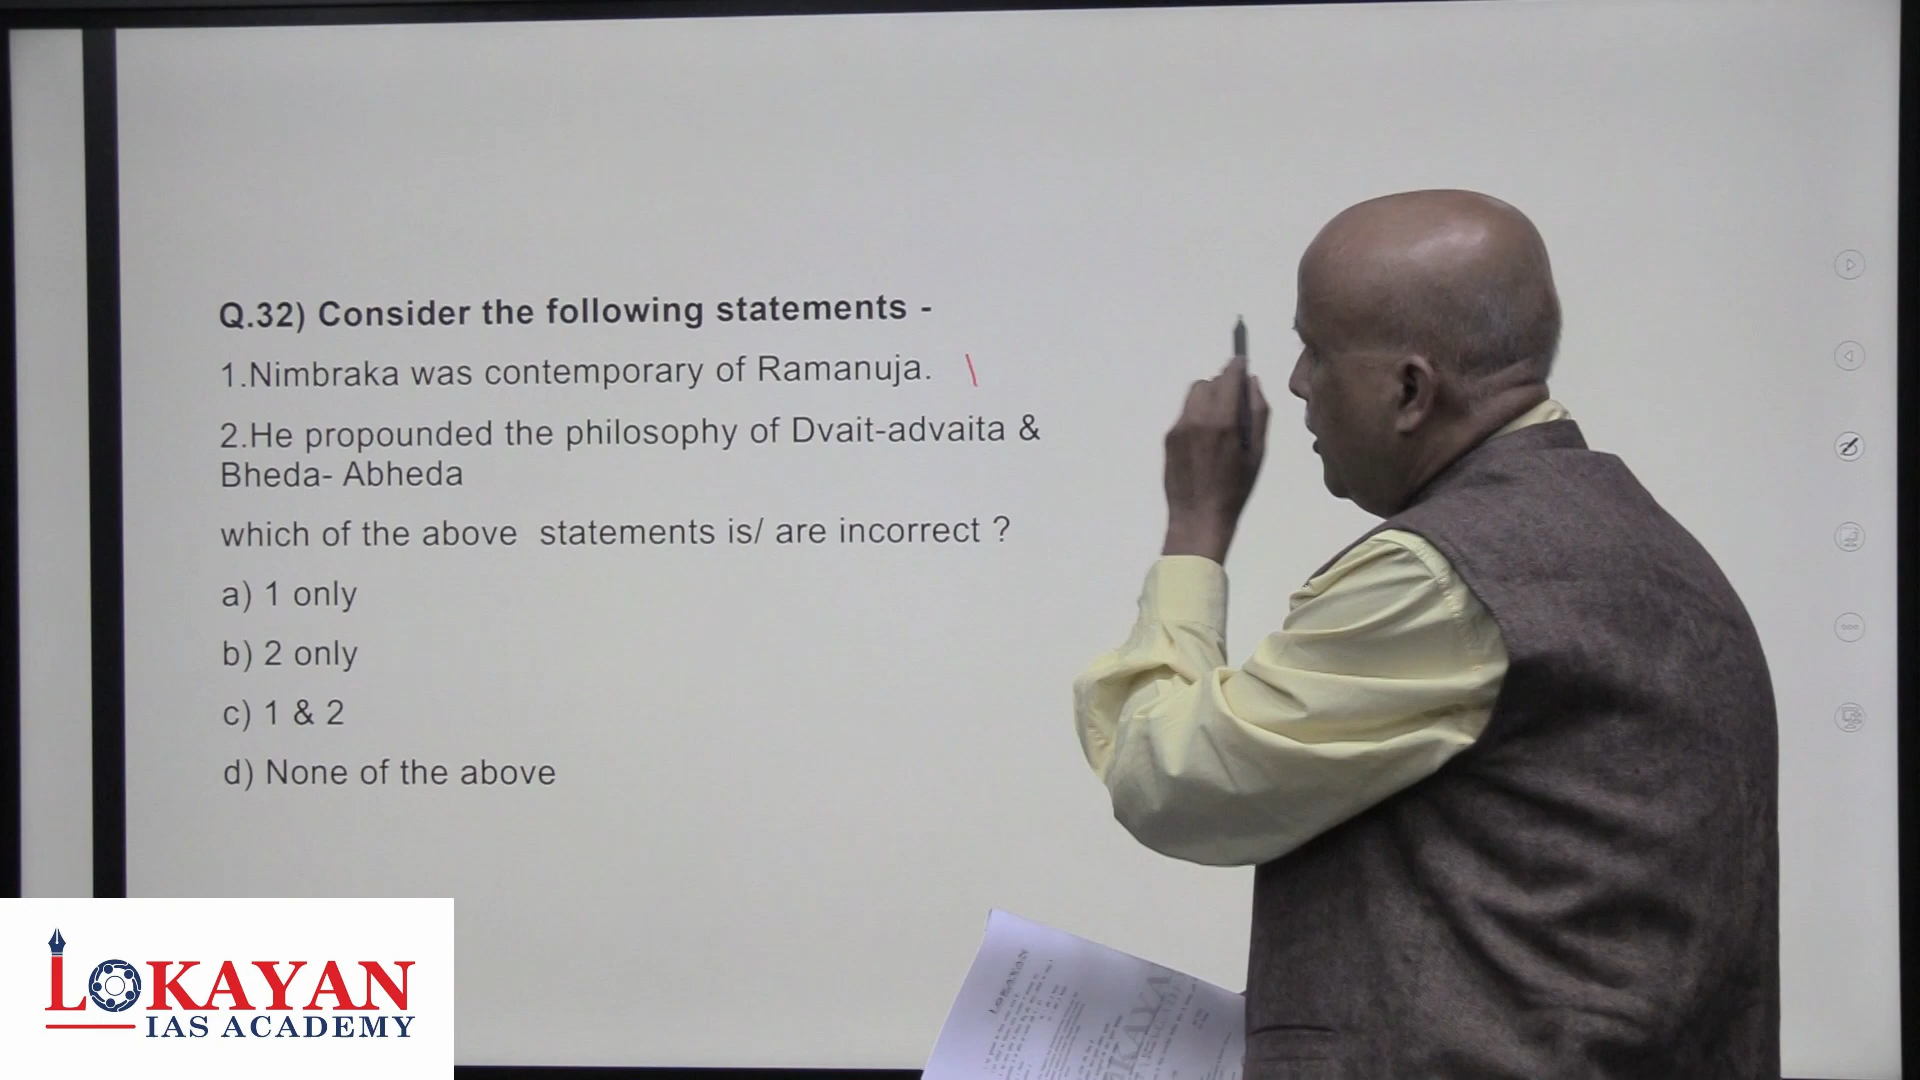 Q.32) Consider the following statements -
1.Nimbraka was contemporary of Ramanuja.
2.He propounded the philosophy of Dvait-advaita &
Bheda- Abheda
which of the above statements is/ are incorrect ?
a) 1 only
b) 2 only
c) 1 & 2
d) None of the above
LOKAYAN
IAS ACADEMY